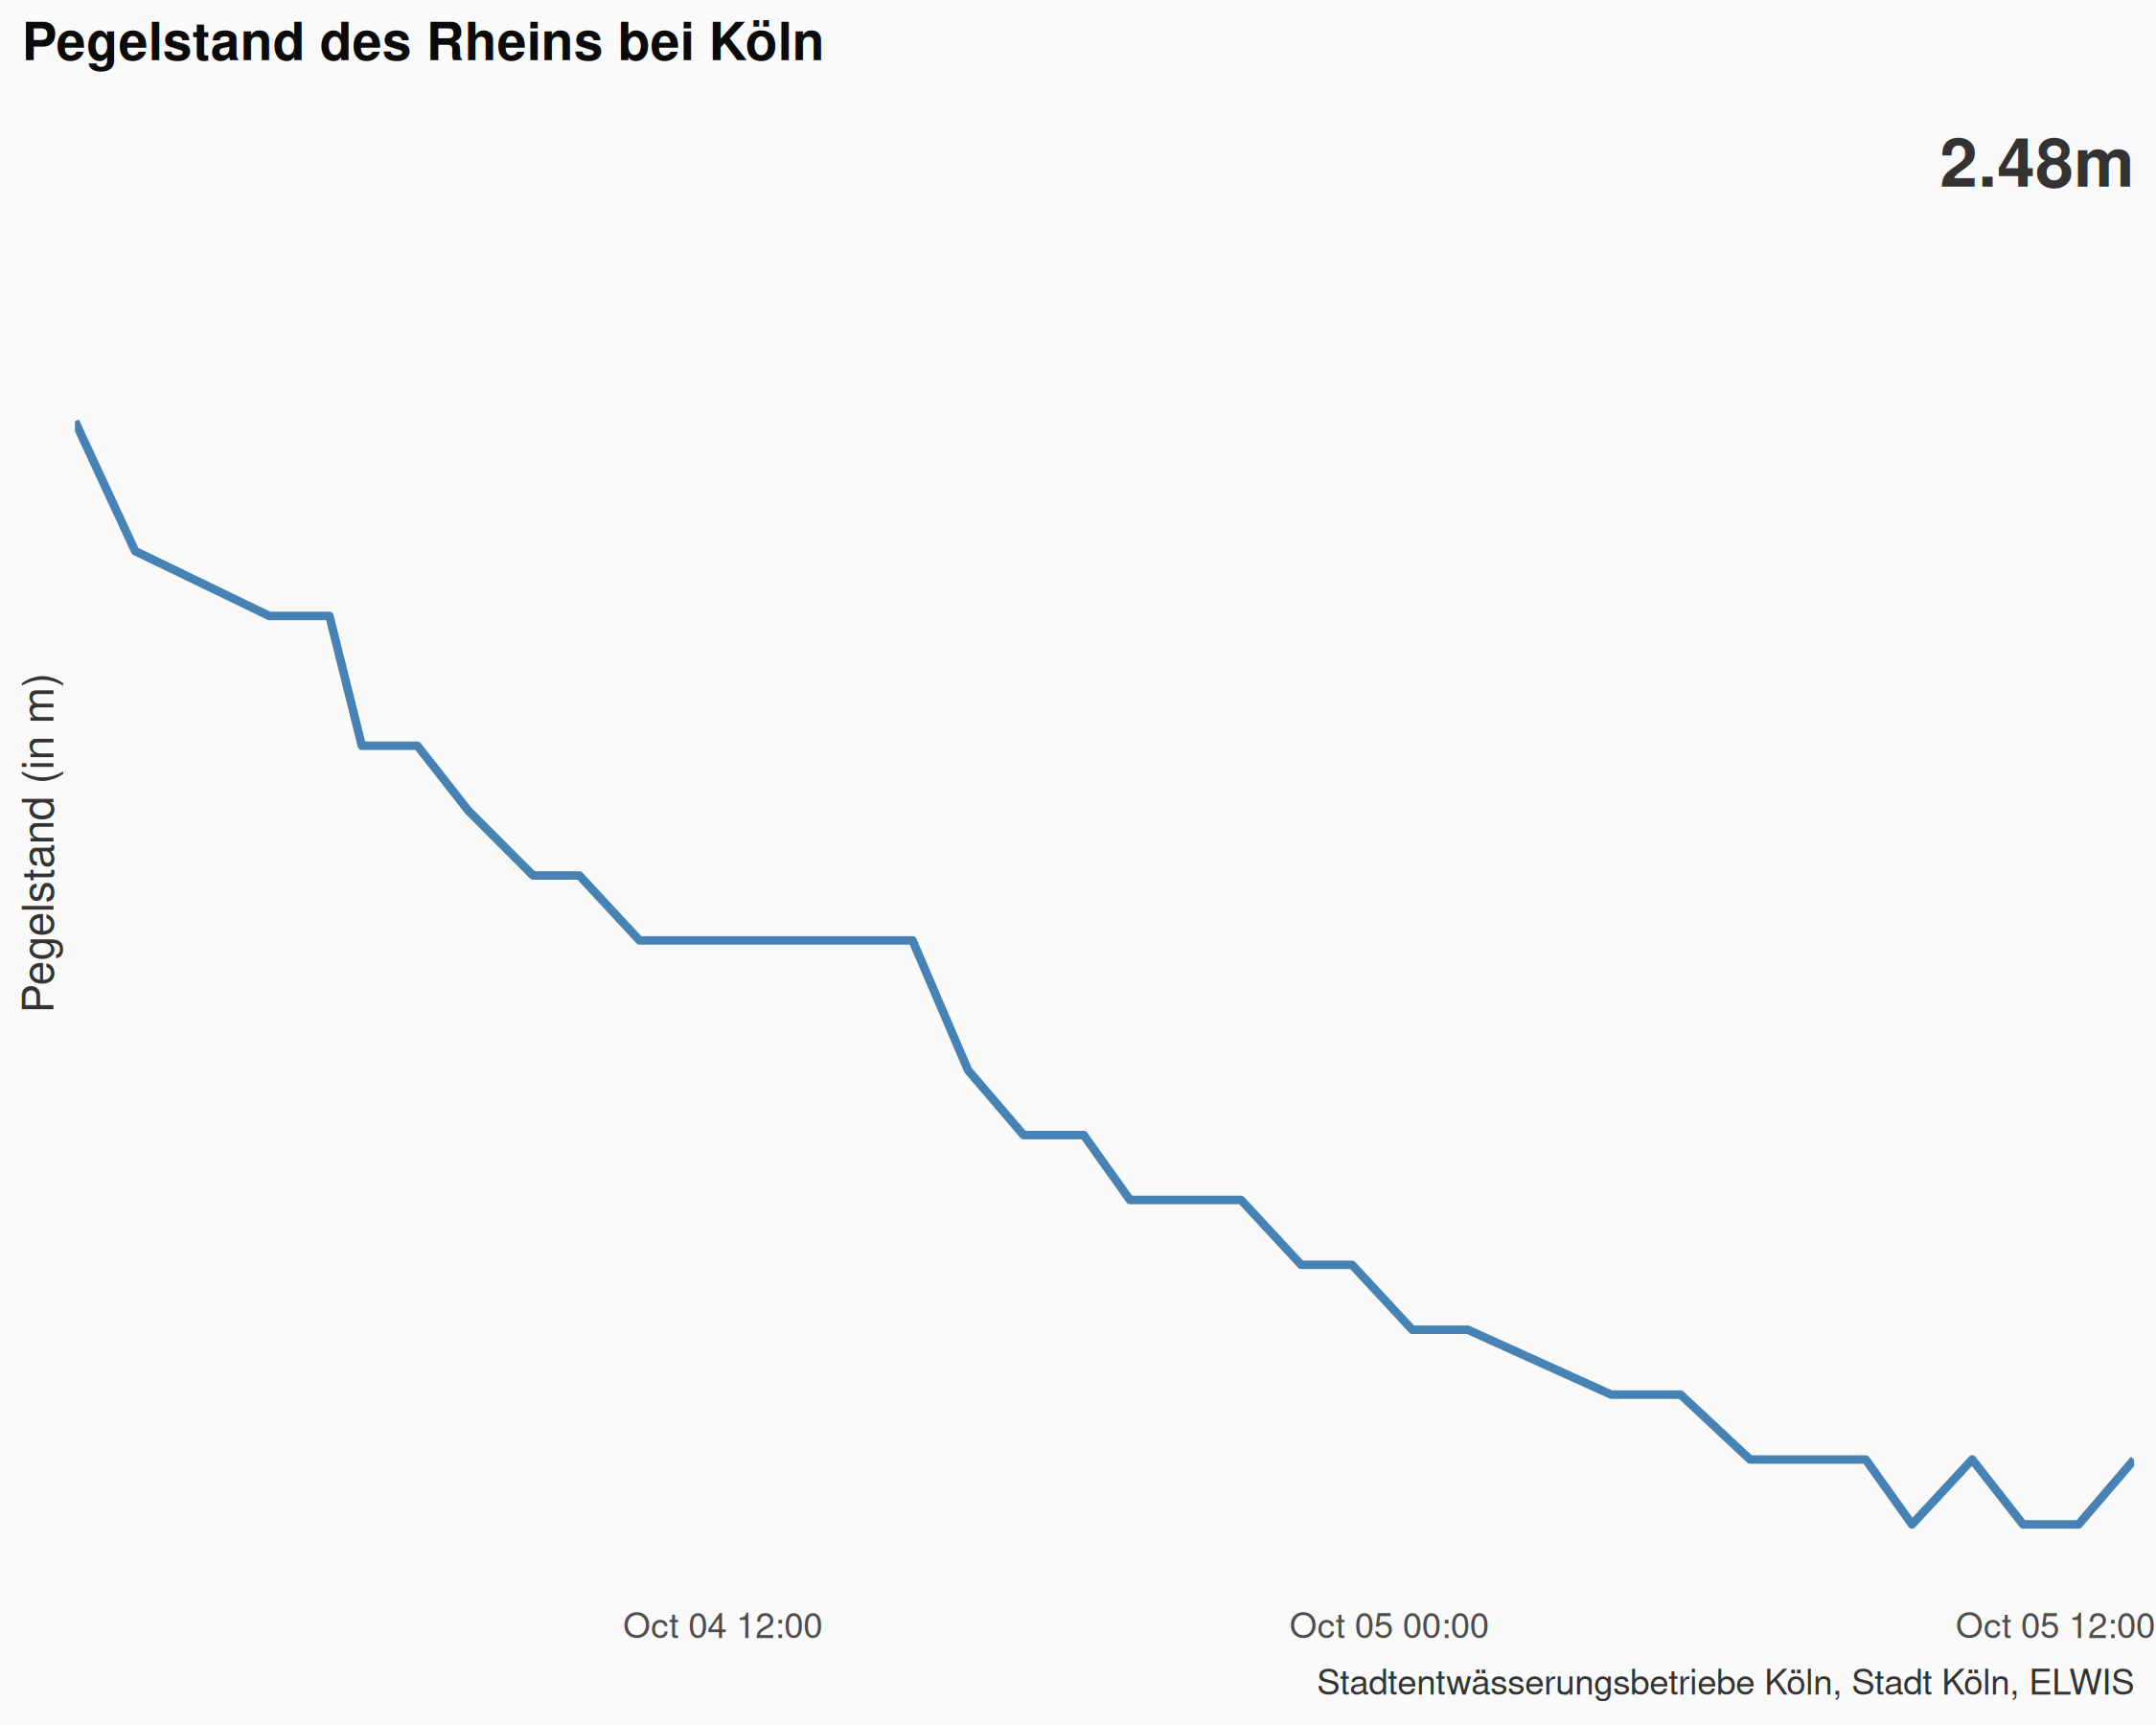 Pegelstand des Rheins bei Köln
2.48m
Pegelstand (in m)
Oct 04 12:00
Oct 05 00:00
Oct 05 12:00
Stadtentwässerungsbetriebe Köln, Stadt Köln, ELWIS